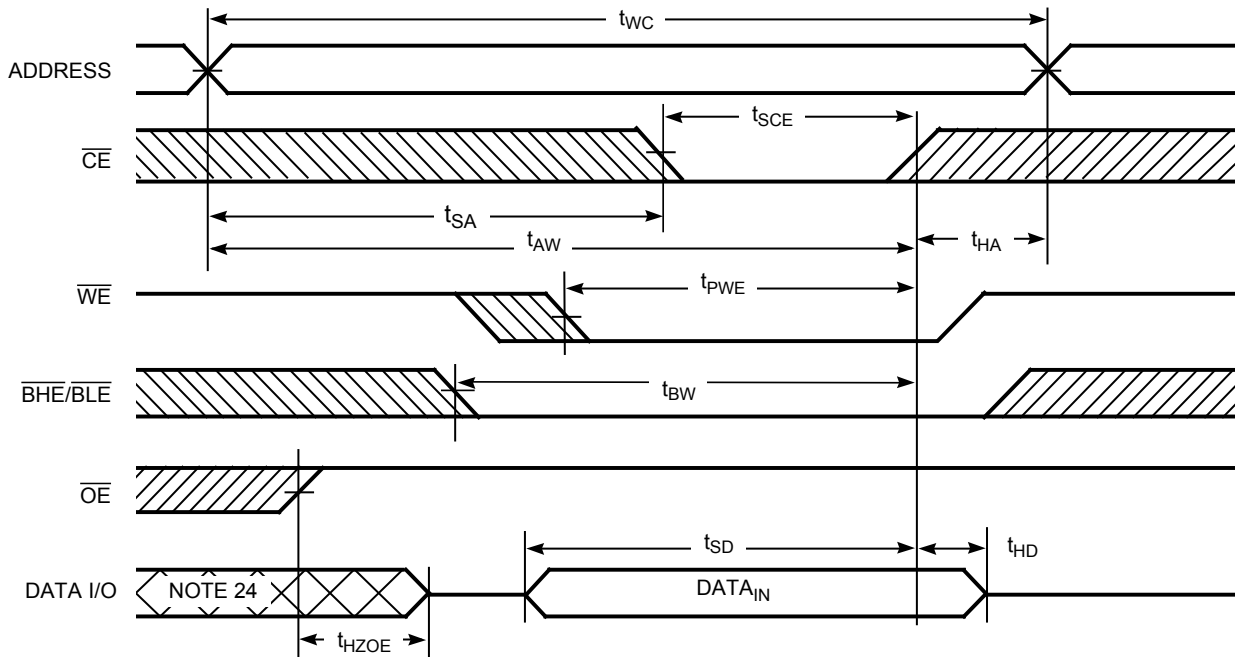 tWC
ADDRESS
tSCE
CE
tSA
tAW
tHA
WE
tPWE
BHE/BLE
tBW
OE
tSD
tHD
DATA I/O
NOTE 24
DATAIN
tHZOE